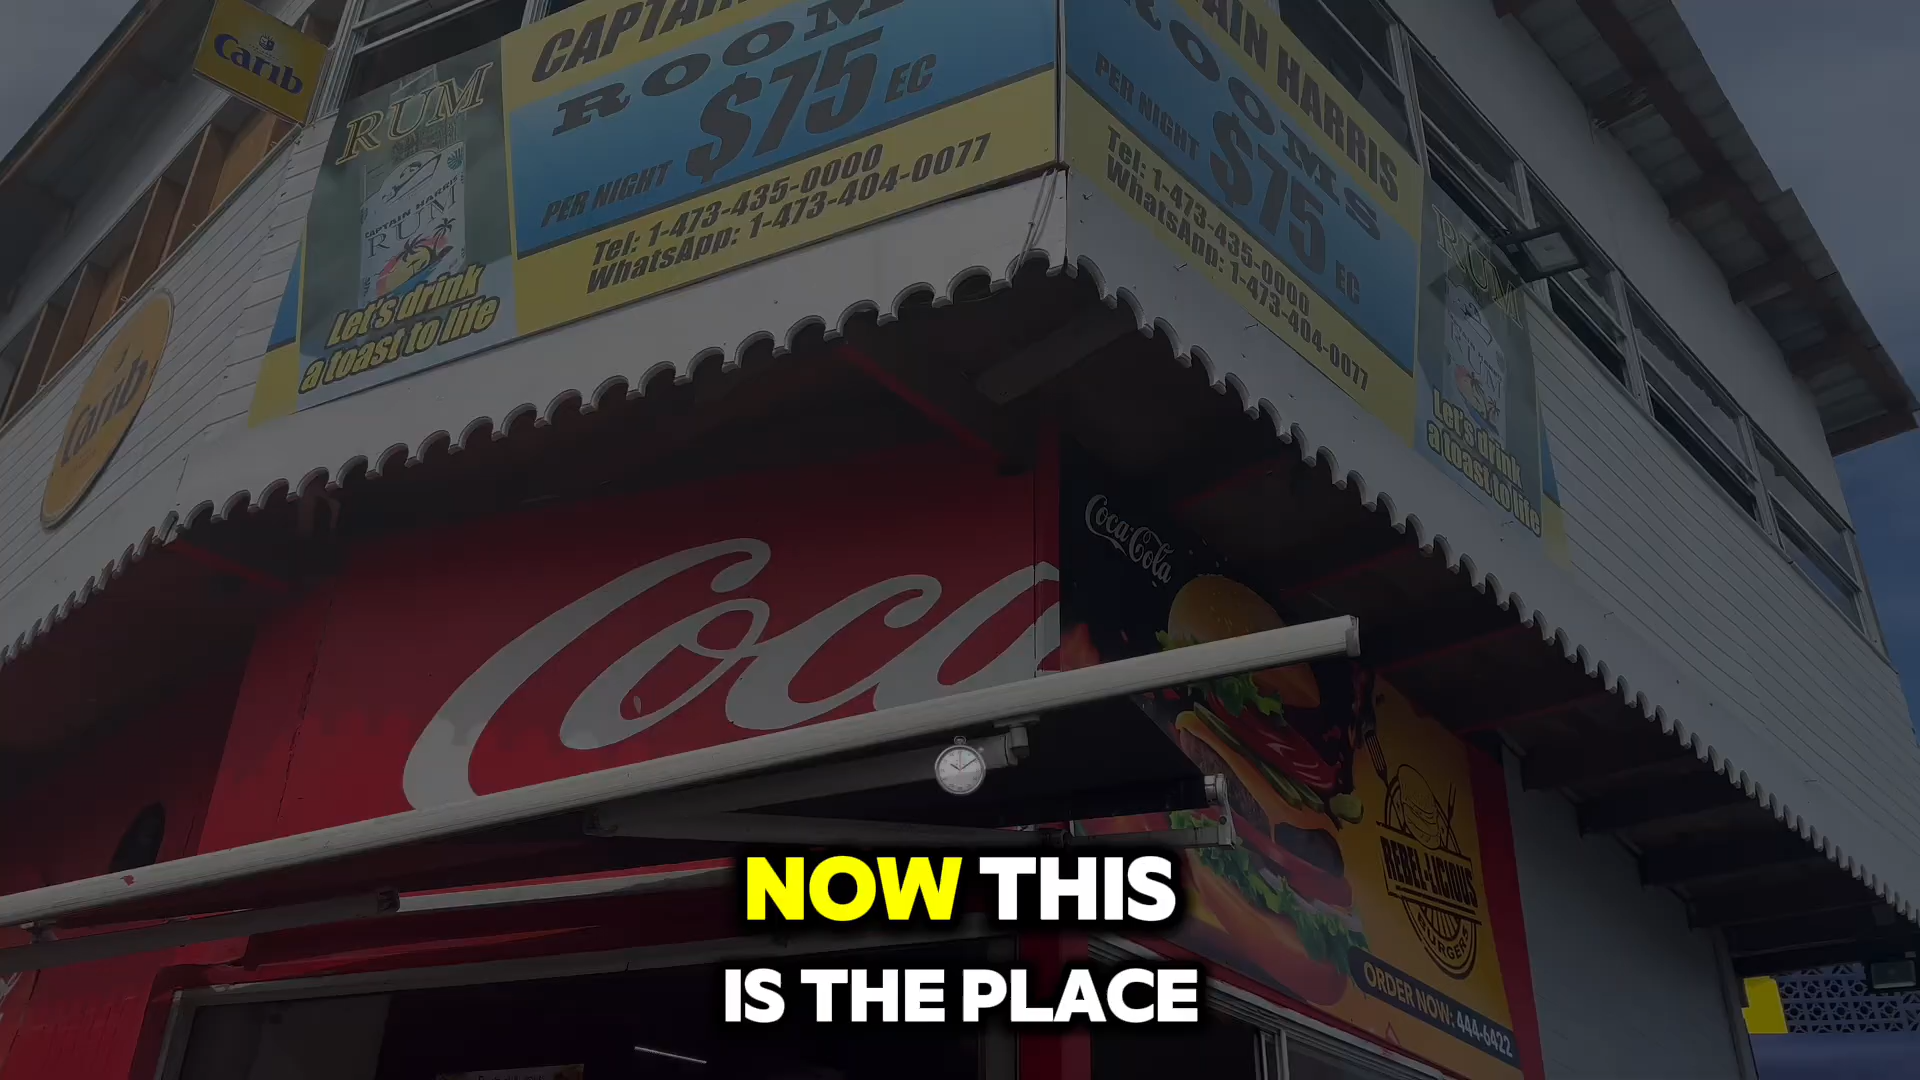 Carib
RUM
CAPTAIN HARRIS
RUM
Let's drink
a toast to life
ROOM
$75 EC
PER NIGHT
Tel: 1-473-435-0000
WhatsApp: 1-473-404-0077
AIN HARRIS
ROOMS
PER NIGHT $75 EC
Tel: 1-473-435-0000
WhatsApp: 1-473-404-0077
RUM
RUM
Let's drink
a toast to life
Carib
Coca
Coca-Cola
REBEL-LICIOUS
BURGERS
ORDER NOW: 444-6422
NOW THIS
IS THE PLACE